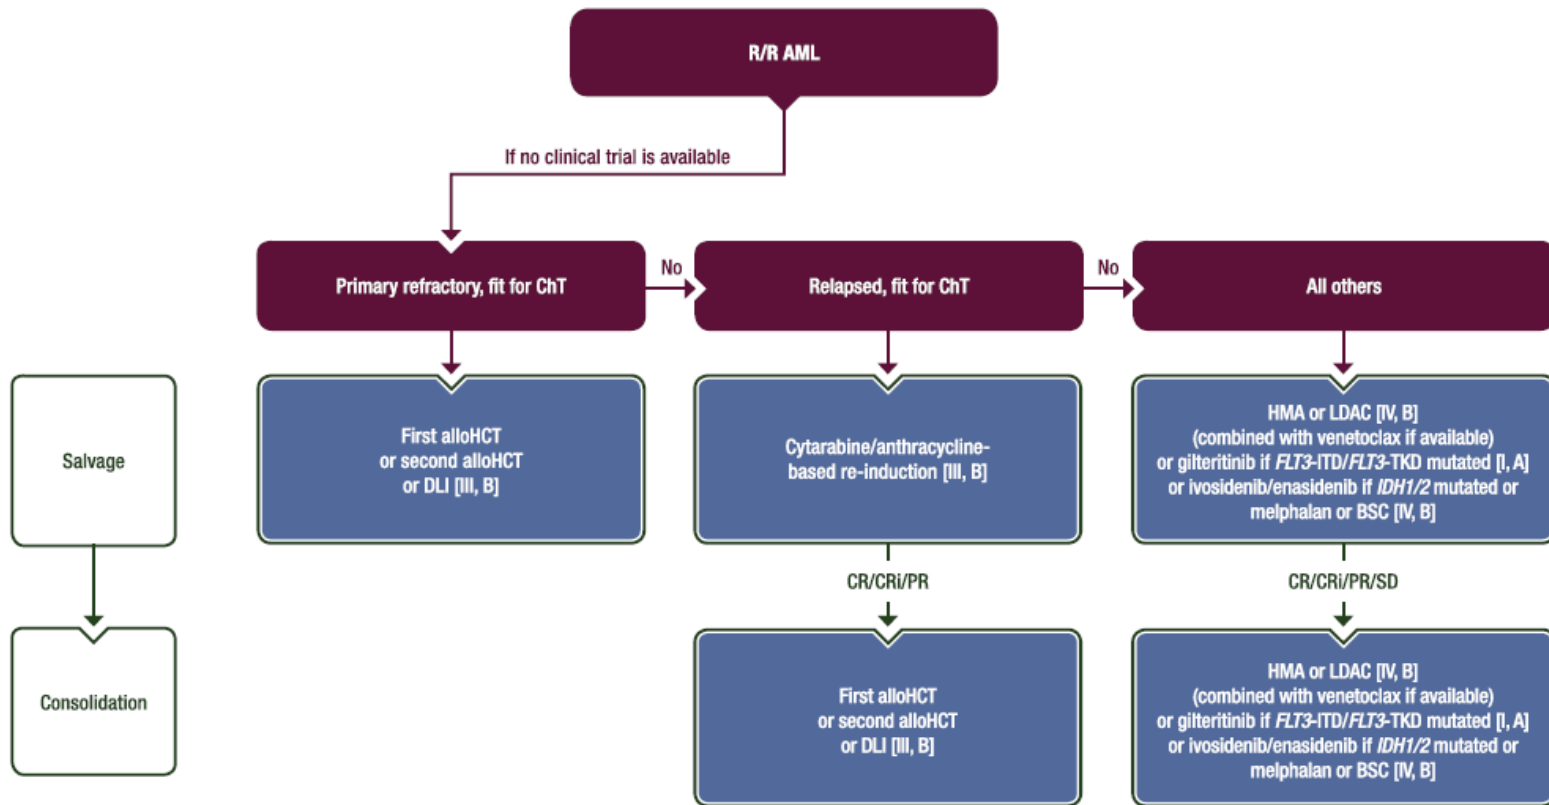 R/R AML
If no clinical trial is available
Primary refractory, fit for ChT
No
Relapsed, fit for ChT
No
All others
Salvage
First alloHCT
or second alloHCT
or DLI [III, B]
Cytarabine/anthracycline-
based re-induction [III, B]
HMA or LDAC [IV, B]
(combined with venetoclax if available)
or gilteritinib if FLT3-ITD/FLT3-TKD mutated [I, A]
or ivosidenib/enasidenib if IDH1/2 mutated or
melphalan or BSC [IV, B]
CR/CRi/PR
CR/CRi/PR/SD
Consolidation
First alloHCT
or second alloHCT
or DLI [III, B]
HMA or LDAC [IV, B]
(combined with venetoclax if available)
or gilteritinib if FLT3-ITD/FLT3-TKD mutated [I, A]
or ivosidenib/enasidenib if IDH1/2 mutated or
melphalan or BSC [IV, B]